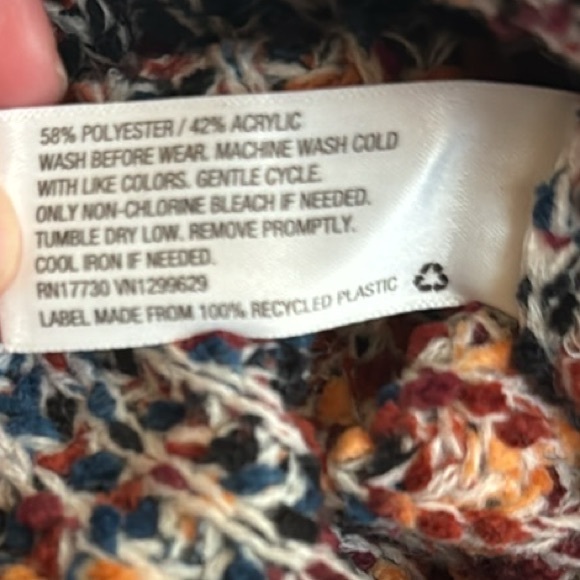 58% POLYESTER / 42% ACRYLIC
WASH BEFORE WEAR. MACHINE WASH COLD
WITH LIKE COLORS. GENTLE CYCLE.
ONLY NON-CHLORINE BLEACH IF NEEDED.
TUMBLE DRY LOW. REMOVE PROMPTLY.
COOL IRON IF NEEDED.
RN17730 VN1299629
LABEL MADE FROM 100% RECYCLED PLASTIC